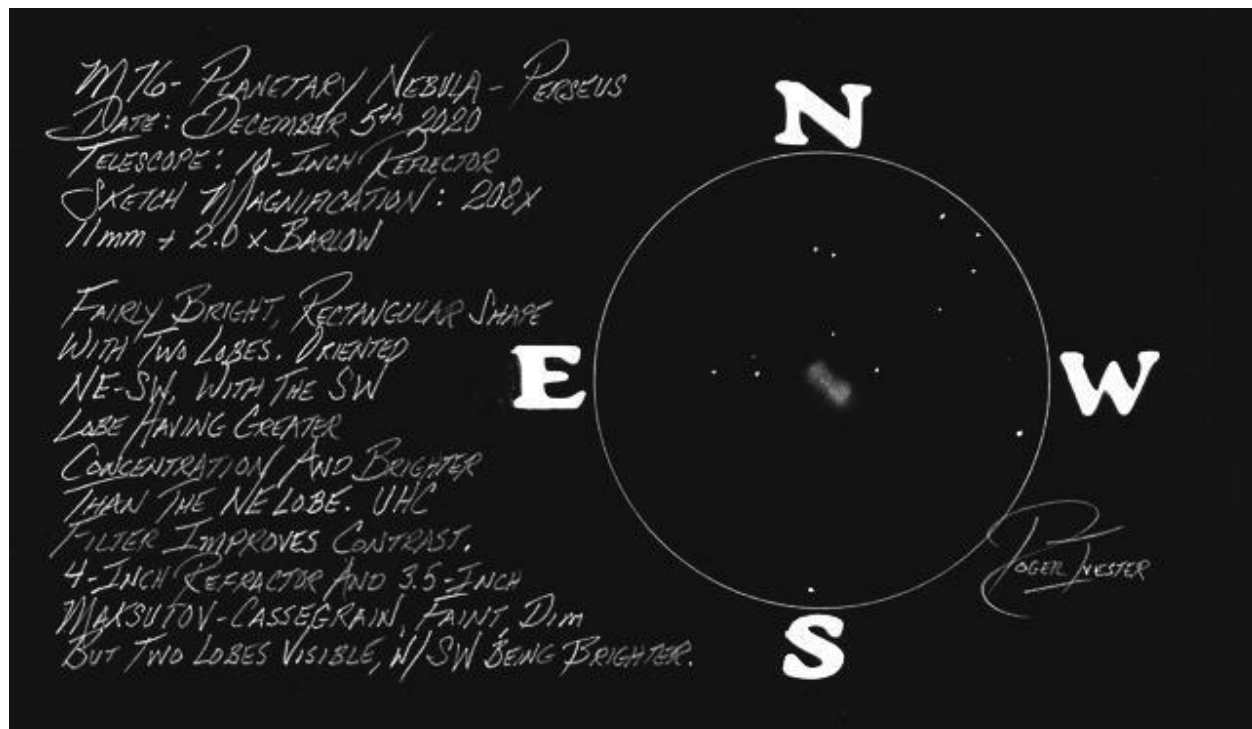 M76- Planetary Nebula - Perseus
Date: December 5th 2020
Telescope: 10-Inch Reflector
Sketch Magnification: 208x
11mm + 2.0x Barlow
Fairly Bright, Rectangular Shape
With Two Lobes. Oriented
NE-SW, With The SW
Lobe Having Greater
Concentration And Brighter
Than The NE Lobe. UHC
Filter Improves Contrast.
4-Inch Refractor And 3.5-Inch
Maksutov-Cassegrain, Faint, Dim
But Two Lobes Visible, W/SW Being Brighter.
N
E
W
S
Roger Ivester